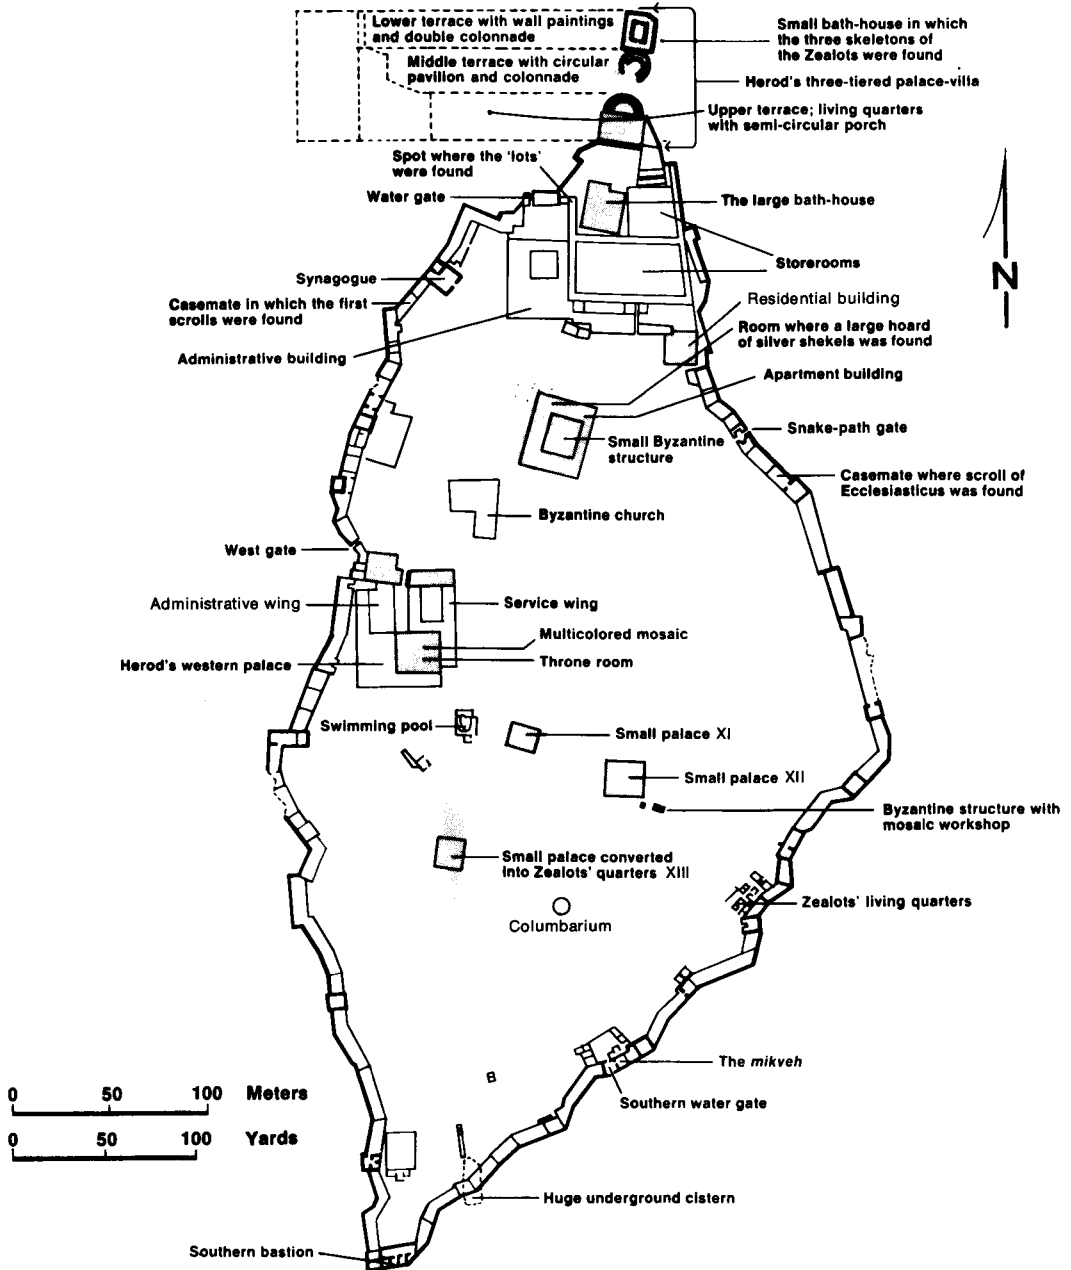 Lower terrace with wall paintings
and double colonnade
Middle terrace with circular
pavilion and colonnade
Small bath-house in which
the three skeletons of
the Zealots were found
Herod's three-tiered palace-villa
Upper terrace; living quarters
with semi-circular porch
Spot where the 'lots'
were found
Water gate
The large bath-house
Synagogue
Storerooms
N
Casemate in which the first
scrolls were found
Residential building
Room where a large hoard
of silver shekels was found
Administrative building
Apartment building
Small Byzantine
structure
Snake-path gate
Casemate where scroll of
Ecclesiasticus was found
Byzantine church
West gate
Administrative wing
Service wing
Multicolored mosaic
Herod's western palace
Throne room
Swimming pool
Small palace XI
Small palace XII
Byzantine structure with
mosaic workshop
Small palace converted
into Zealots' quarters XIII
Zealots' living quarters
Columbarium
The mikveh
Southern water gate
0 50 100 Meters
0 50 100 Yards
Huge underground cistern
Southern bastion